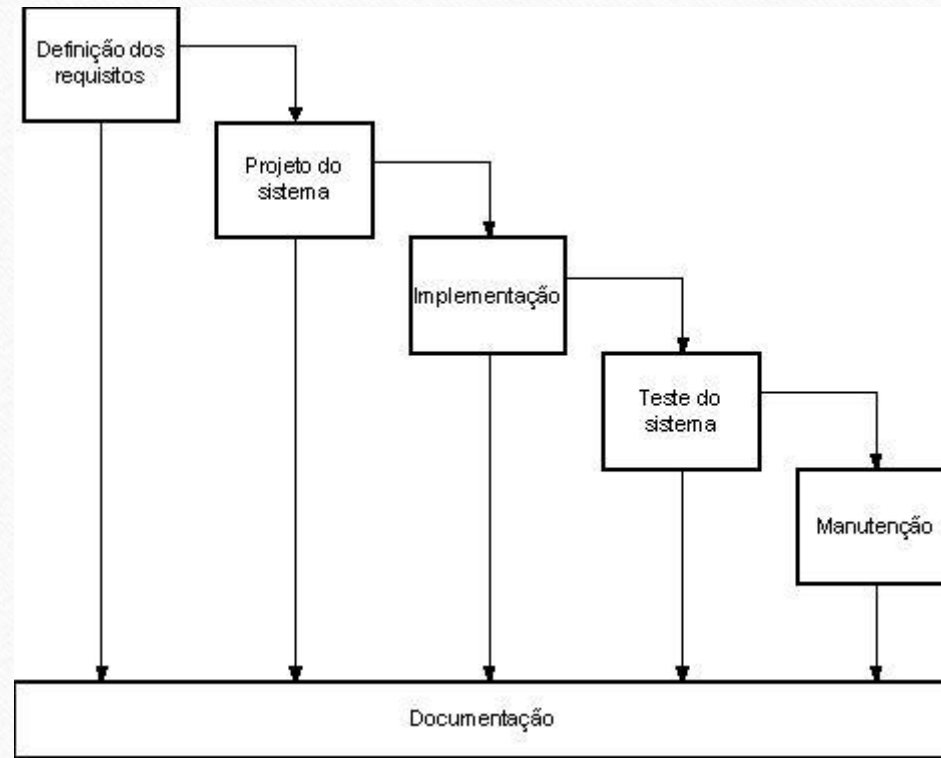 Definição dos
requisitos
Projeto do
sistema
Implementação
Teste do
sistema
Manutenção
Documentação